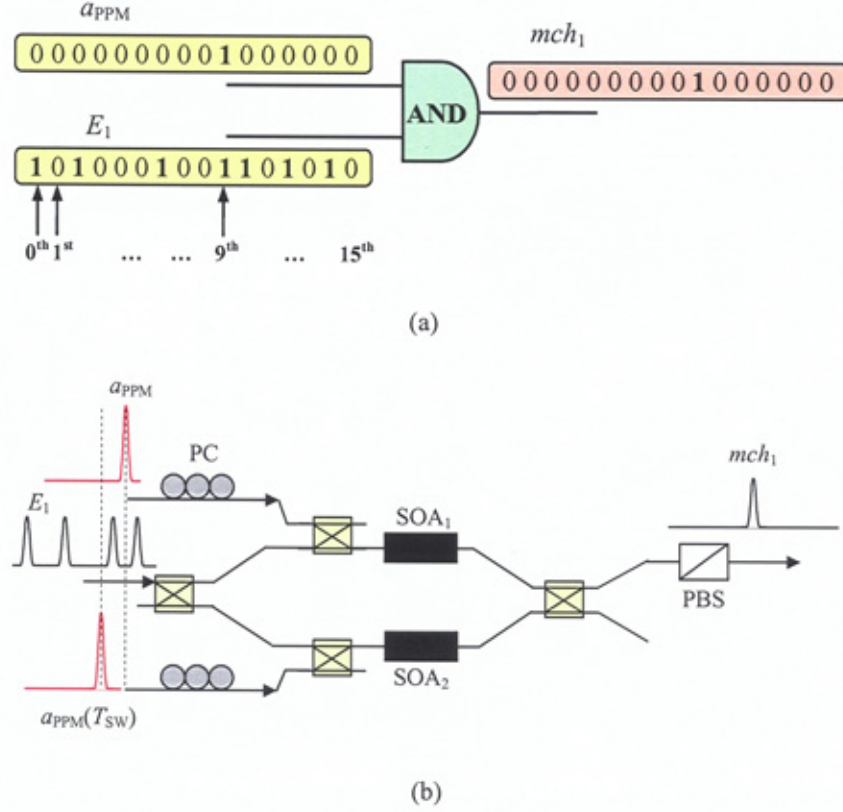 aPPM
0000000001000000
mch1
0000000001000000
AND
E1
1010001001101010
0th 1st ... ... 9th ... 15th
(a)
aPPM
PC
mch1
E1
SOA1
PBS
SOA2
aPPM(TSW)
(b)